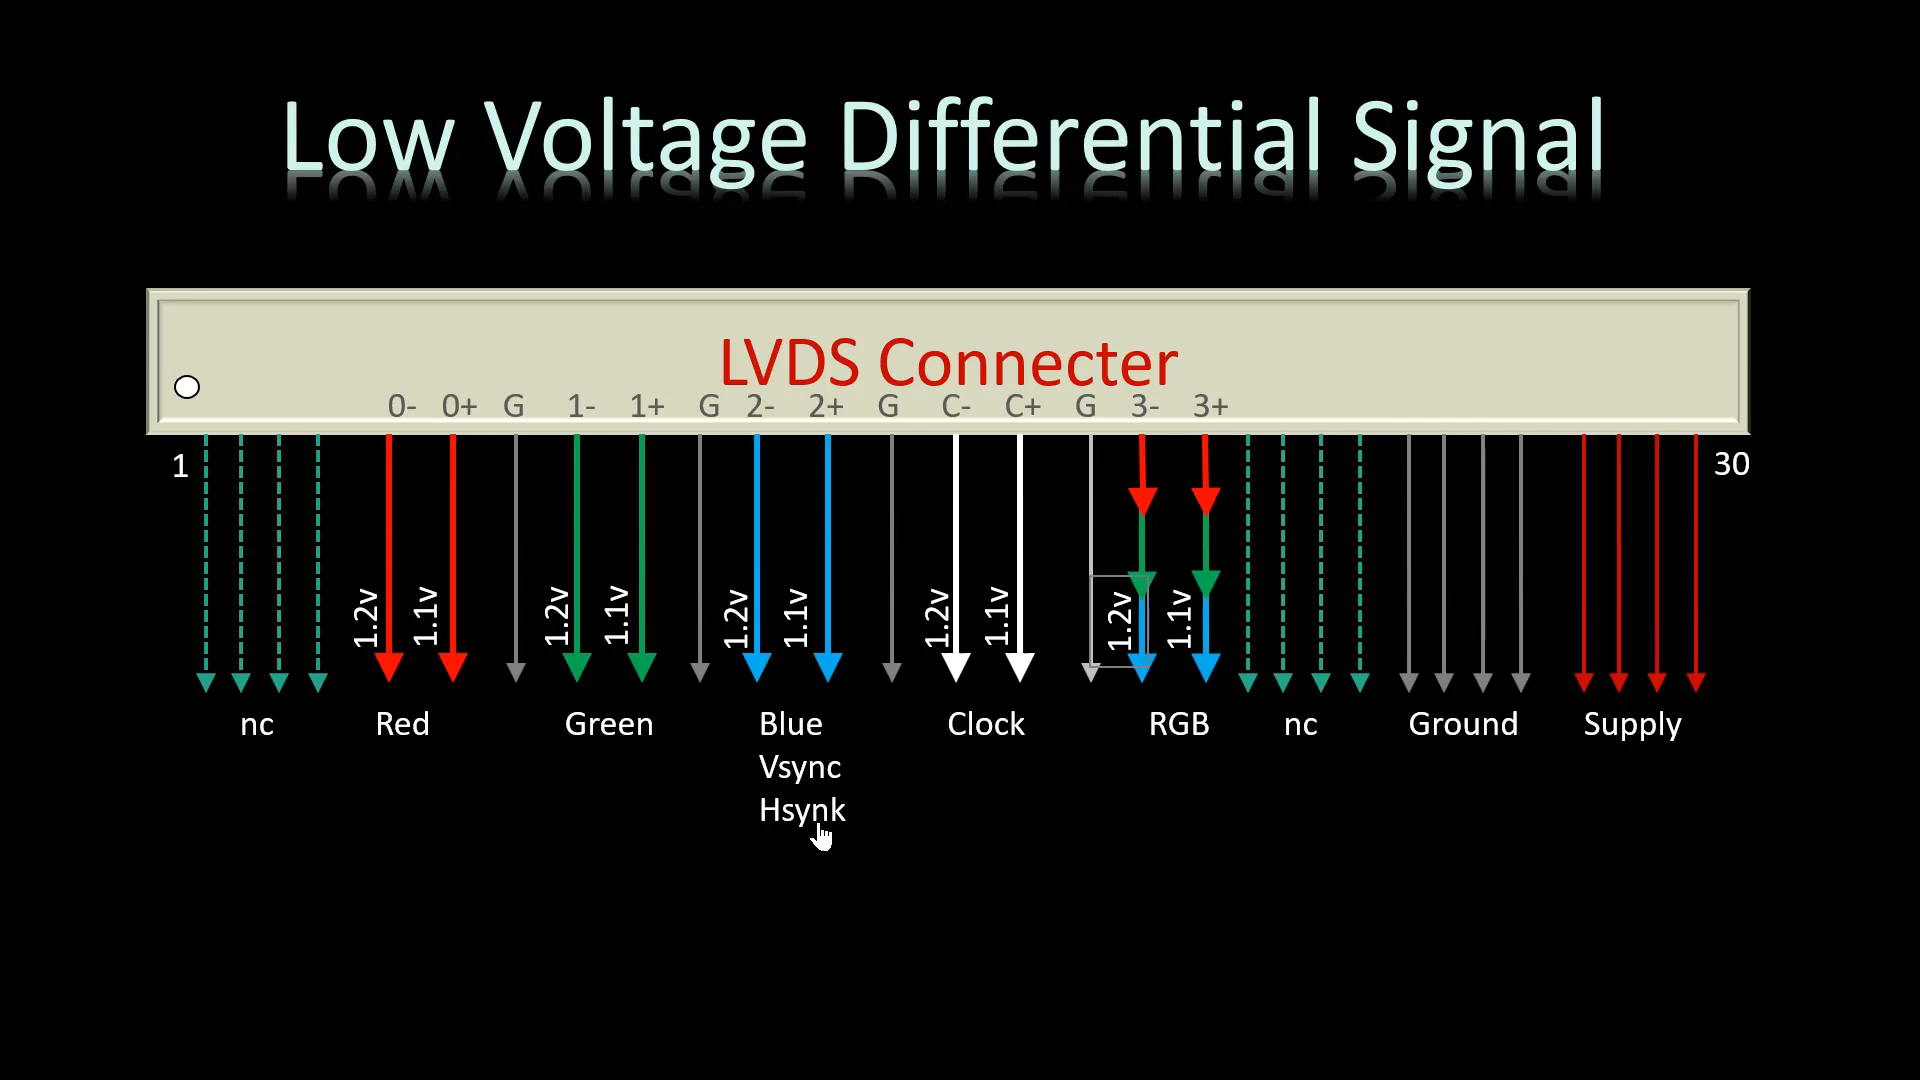 Low Voltage Differential Signal
LVDS Connecter
0- 0+ G 1- 1+ G 2- 2+ G C- C+ G 3- 3+
1 30
1.2v 1.1v 1.2v 1.1v 1.2v 1.1v 1.2v 1.1v 1.2v 1.1v
nc Red Green Blue Clock RGB nc Ground Supply
Vsync
Hsynk